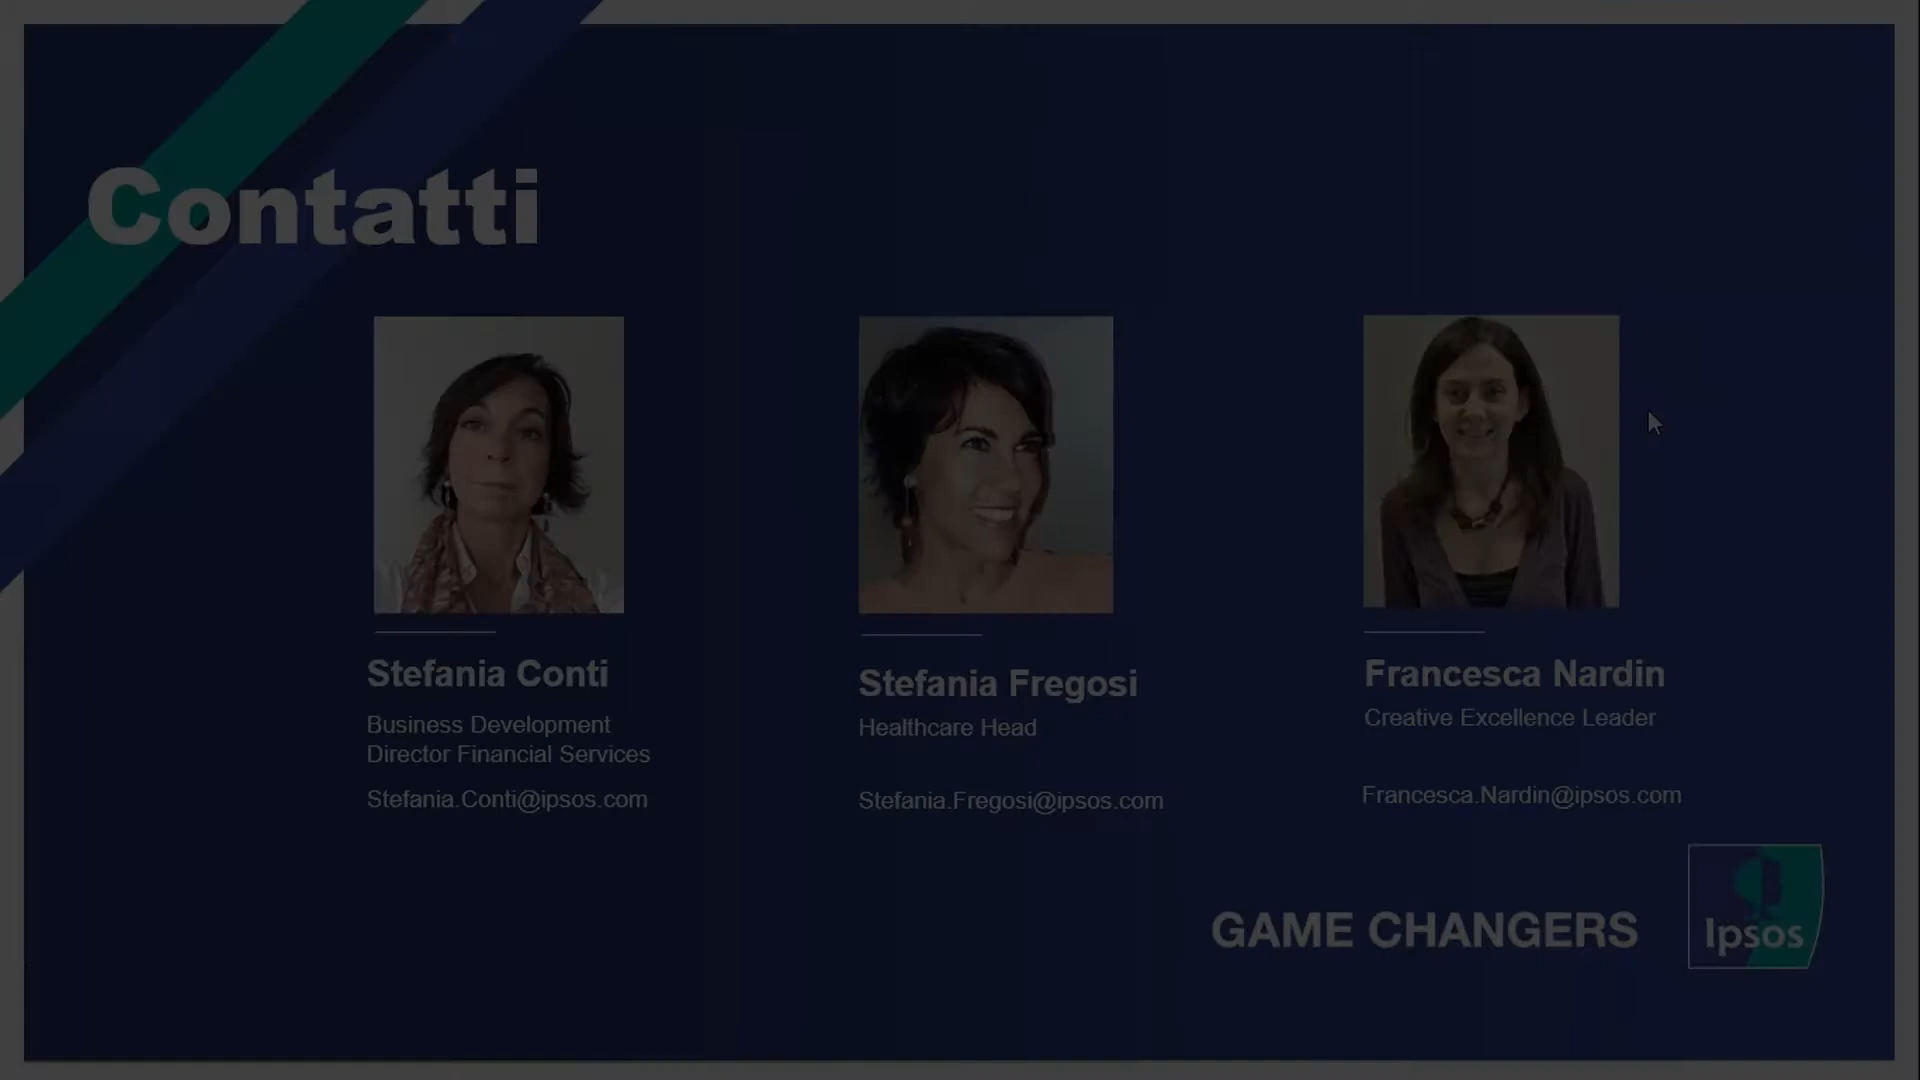 Contatti
Stefania Conti
Business Development
Director Financial Services
Stefania.Conti@ipsos.com
Stefania Fregosi
Healthcare Head
Stefania.Fregosi@ipsos.com
Francesca Nardin
Creative Excellence Leader
Francesca.Nardin@ipsos.com
GAME CHANGERS
Ipsos